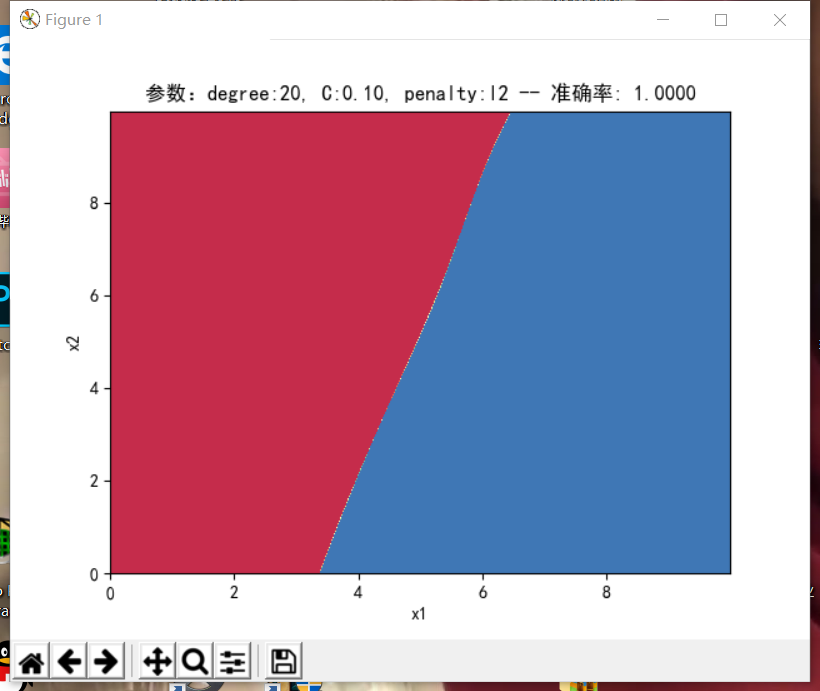 Figure 1
参数：degree:20, C:0.10, penalty:l2 -- 准确率: 1.0000
8
6
x2
4
2
0
0 2 4 6 8
x1